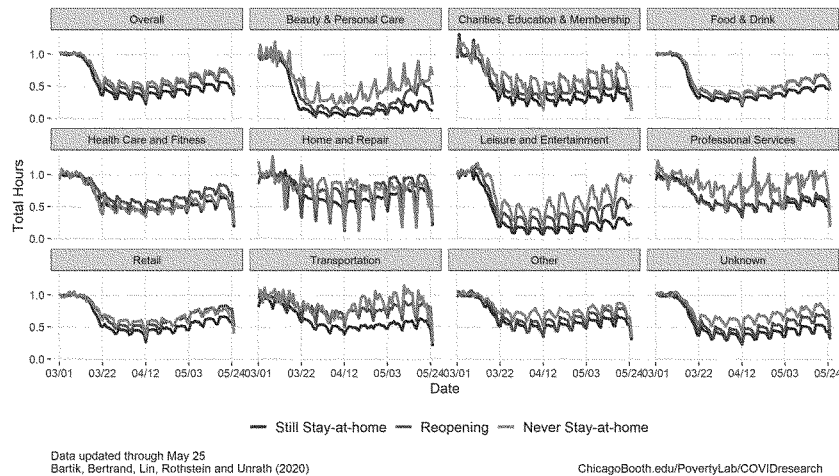 Overall
Beauty & Personal Care
Charities, Education & Membership
Food & Drink
1.0
0.5
0.0
Health Care and Fitness
Home and Repair
Leisure and Entertainment
Professional Services
Total Hours
1.0
0.5
0.0
Retail
Transportation
Other
Unknown
1.0
0.5
0.0
03/01 03/22 04/12 05/03 05/24 03/01 03/22 04/12 05/03 05/24 03/01 03/22 04/12 05/03 05/24 03/01 03/22 04/12 05/03 05/24
Date
Still Stay-at-home Reopening Never Stay-at-home
Data updated through May 25
Bartik, Bertrand, Lin, Rothstein and Unrath (2020)
ChicagoBooth.edu/PovertyLab/COVIDresearch